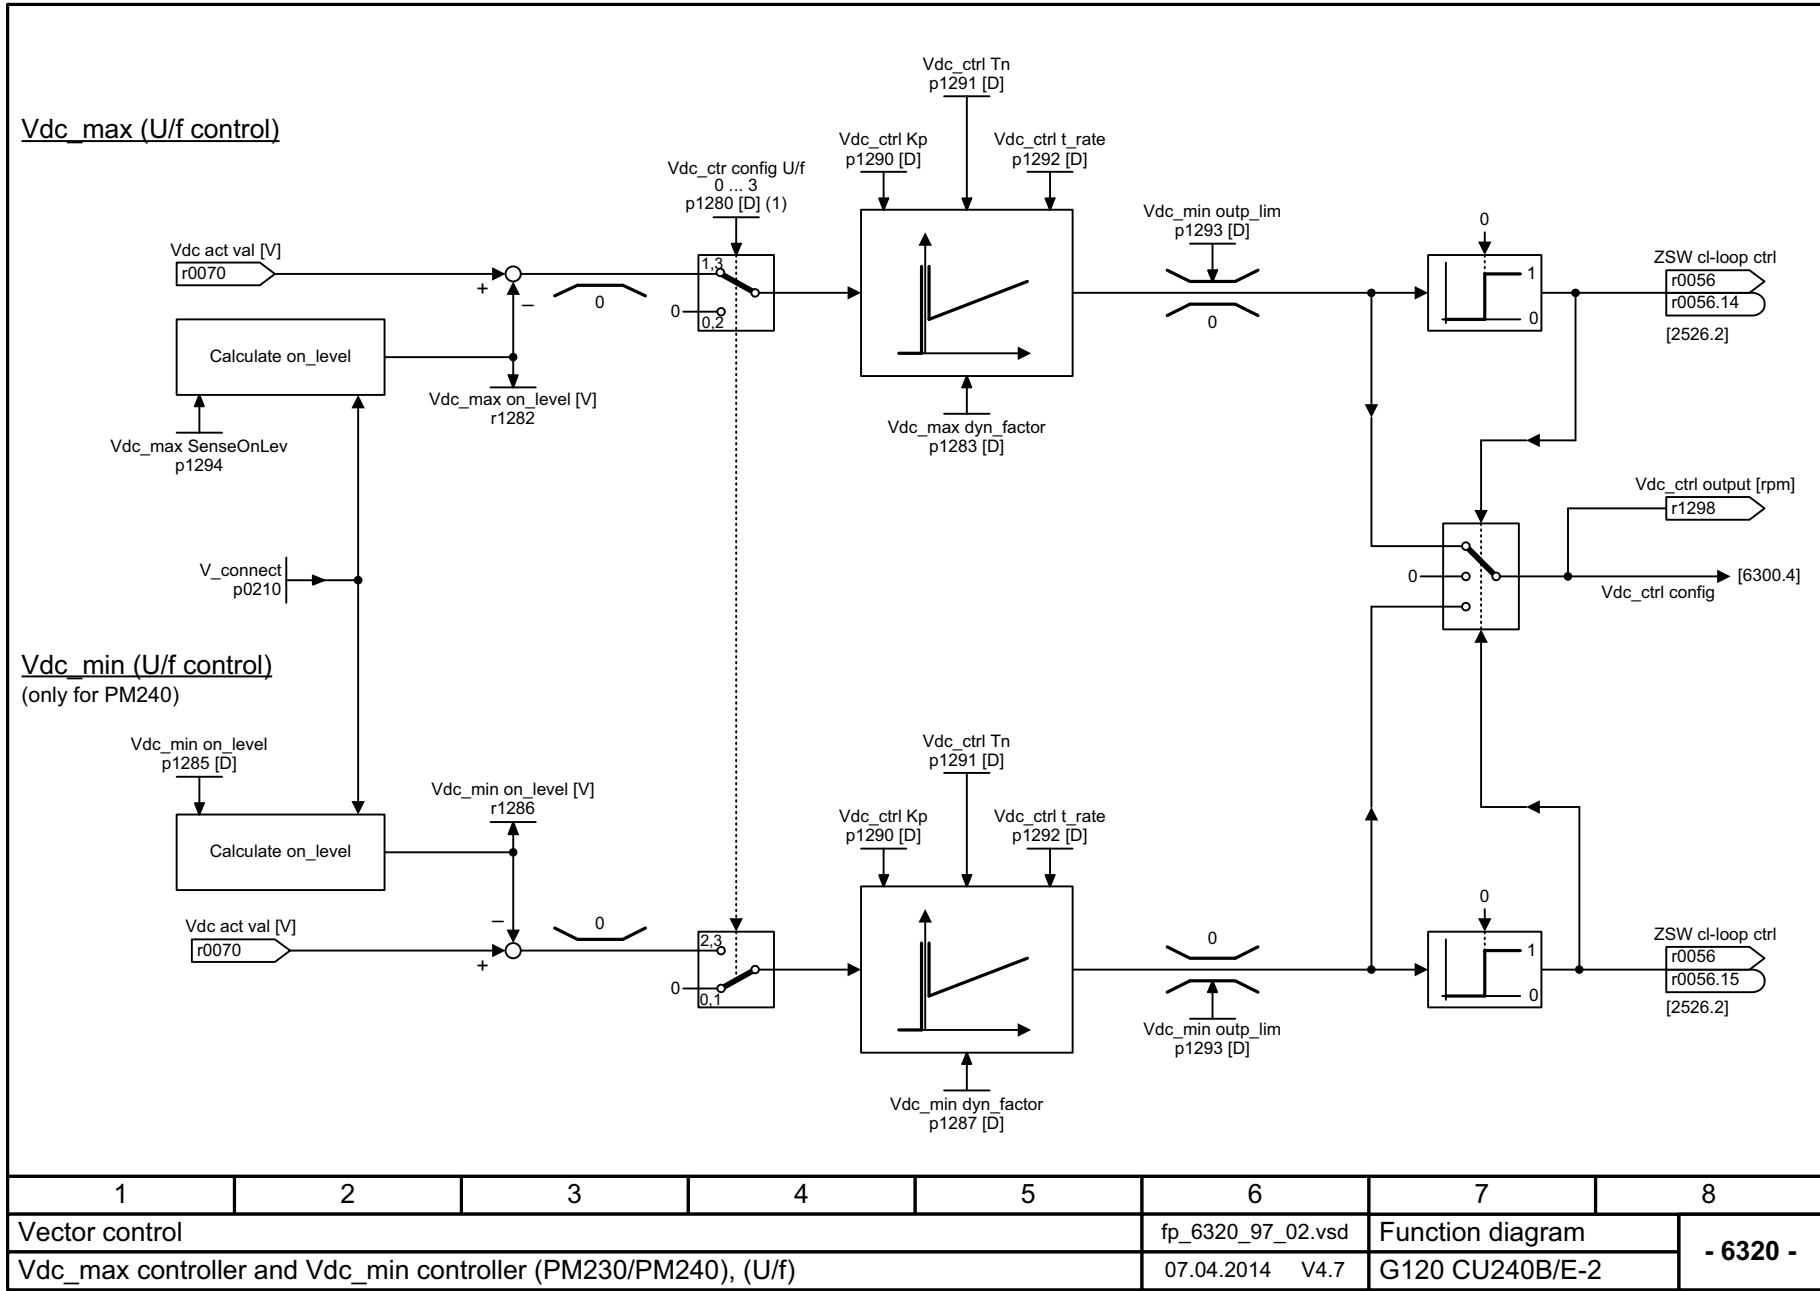 Vdc_max (U/f control)
Vdc_ctrl Tn
p1291 [D]
Vdc_ctrl Kp
p1290 [D]
Vdc_ctrl t_rate
p1292 [D]
Vdc_ctr config U/f
0 ... 3
p1280 [D] (1)
Vdc_min outp_lim
p1293 [D]
0
Vdc act val [V]
r0070
+
–
0
1,3
0
0,2
0
1
0
ZSW cl-loop ctrl
r0056
r0056.14
[2526.2]
Calculate on_level
Vdc_max on_level [V]
r1282
Vdc_max SenseOnLev
p1294
Vdc_max dyn_factor
p1283 [D]
Vdc_ctrl output [rpm]
r1298
V_connect
p0210
0
[6300.4]
Vdc_ctrl config
Vdc_min (U/f control)
(only for PM240)
Vdc_min on_level
p1285 [D]
Vdc_min on_level [V]
r1286
Vdc_ctrl Tn
p1291 [D]
Vdc_ctrl Kp
p1290 [D]
Vdc_ctrl t_rate
p1292 [D]
Calculate on_level
Vdc act val [V]
r0070
–
+
0
2,3
0
0,1
0
Vdc_min outp_lim
p1293 [D]
0
1
0
ZSW cl-loop ctrl
r0056
r0056.15
[2526.2]
Vdc_min dyn_factor
p1287 [D]
1 2 3 4 5 6 7 8
Vector control
fp_6320_97_02.vsd
Function diagram
- 6320 -
Vdc_max controller and Vdc_min controller (PM230/PM240), (U/f)
07.04.2014 V4.7
G120 CU240B/E-2